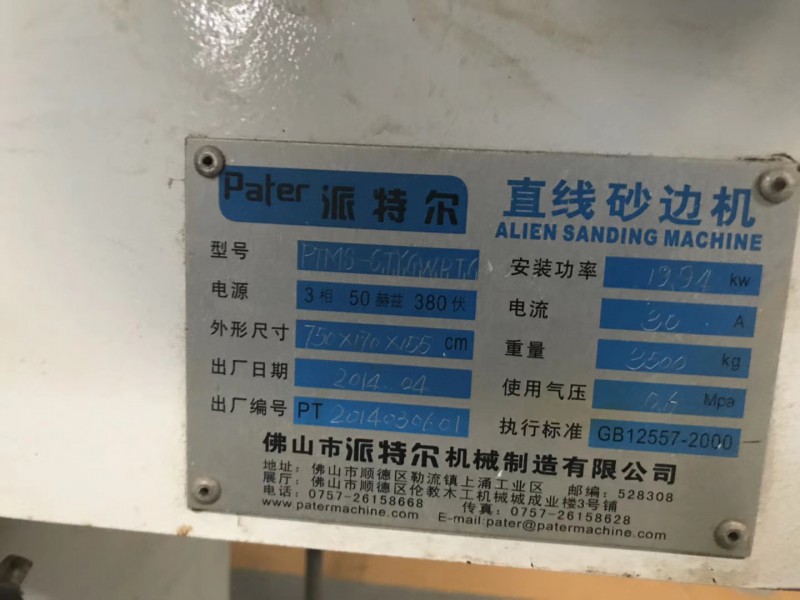 Pater 派特尔
直线砂边机
ALIEN SANDING MACHINE
型号
电源 3相 50赫兹 380伏
外形尺寸 750×170×155 cm
出厂日期 2014.04
出厂编号 PT 2014030601
安装功率 19.94 kw
电流 30 A
重量 3500 kg
使用气压 0.6 Mpa
执行标准 GB12557-2000
佛山市派特尔机械制造有限公司
地址:佛山市顺德区勒流镇上涌工业区 邮编:528308
展厅:佛山市顺德区伦教木工机械城成业楼3号铺
电话:0757-26158668 传真:0757-26158628
www.patermachine.com E-mail:pater@patermachine.com